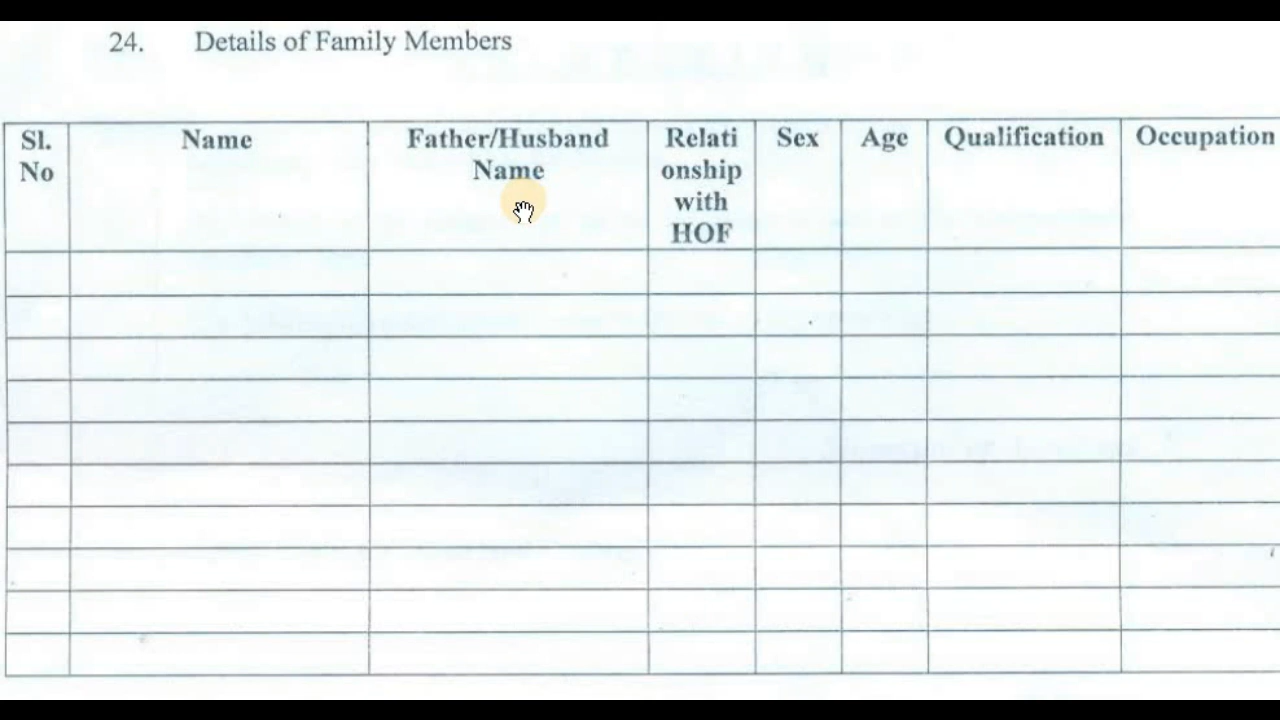 24. Details of Family Members
Sl. No
Name
Father/Husband Name
Relati
onship
with
HOF
Sex
Age
Qualification
Occupation